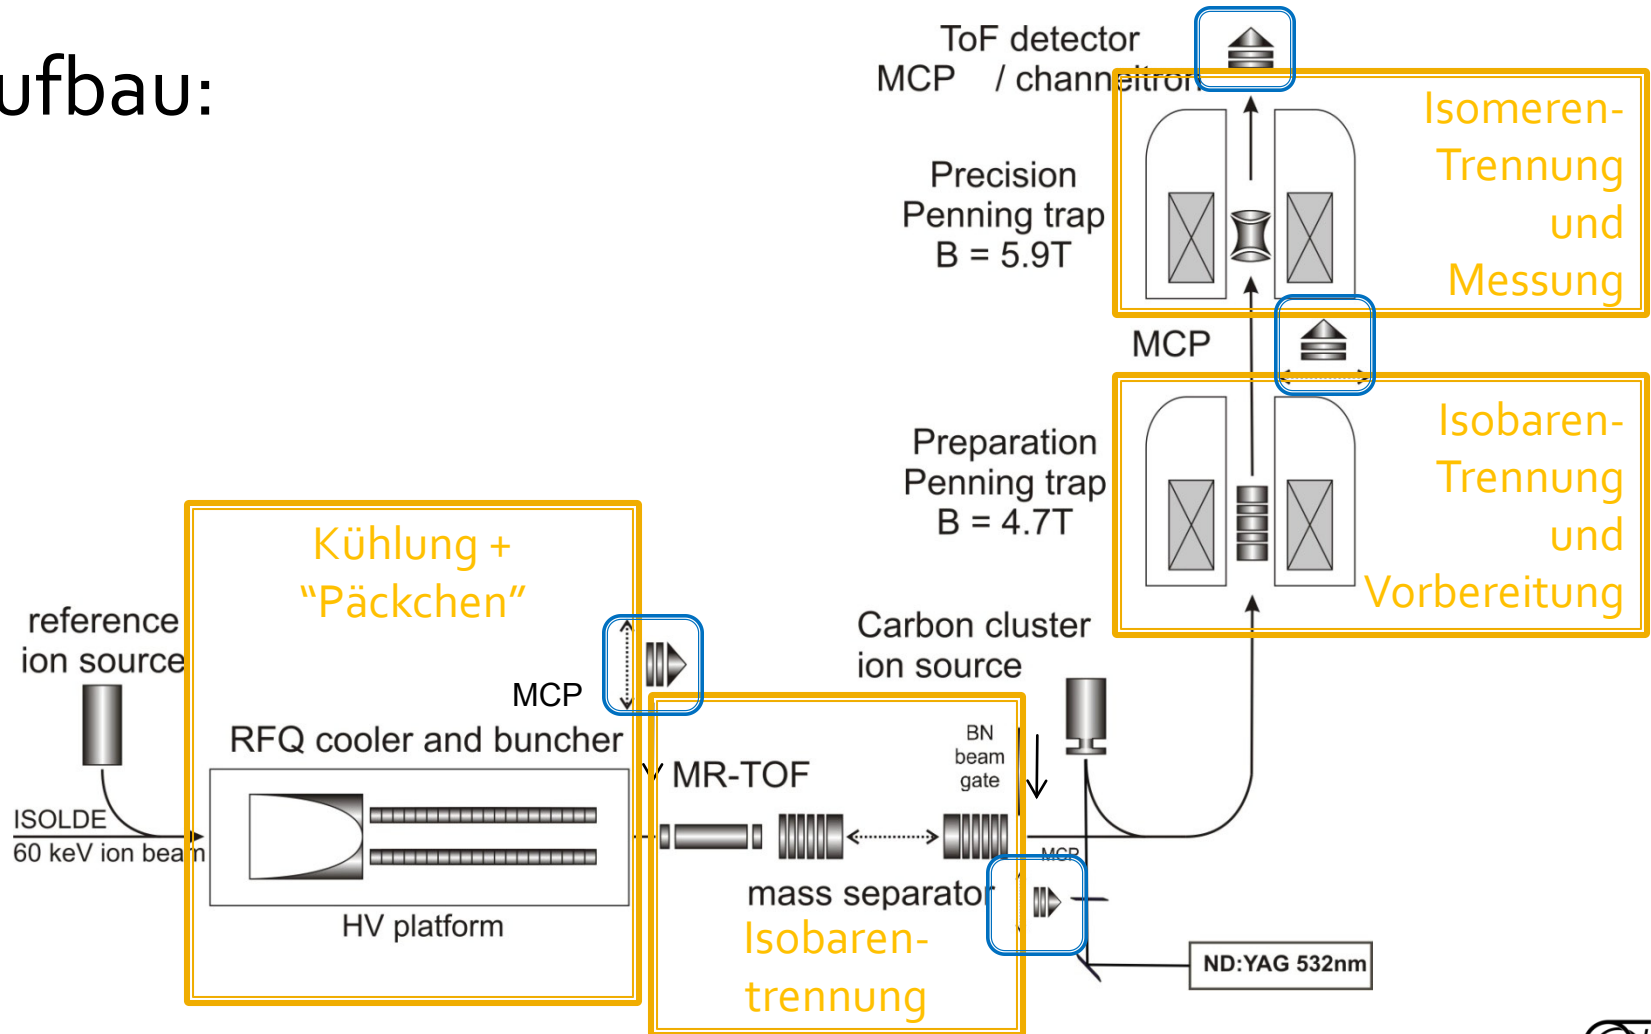 ufbau:
ToF detector
MCP / channeltron
Isomeren-
Trennung
und
Messung
Precision
Penning trap
B = 5.9T
MCP
Isobaren-
Trennung
und
Vorbereitung
Preparation
Penning trap
B = 4.7T
Kühlung +
“Päckchen”
reference
ion source
MCP
Carbon cluster
ion source
RFQ cooler and buncher
MR-TOF
BN
beam
gate
ISOLDE
60 keV ion beam
MCP
mass separator
HV platform
Isobaren-
trennung
ND:YAG 532nm